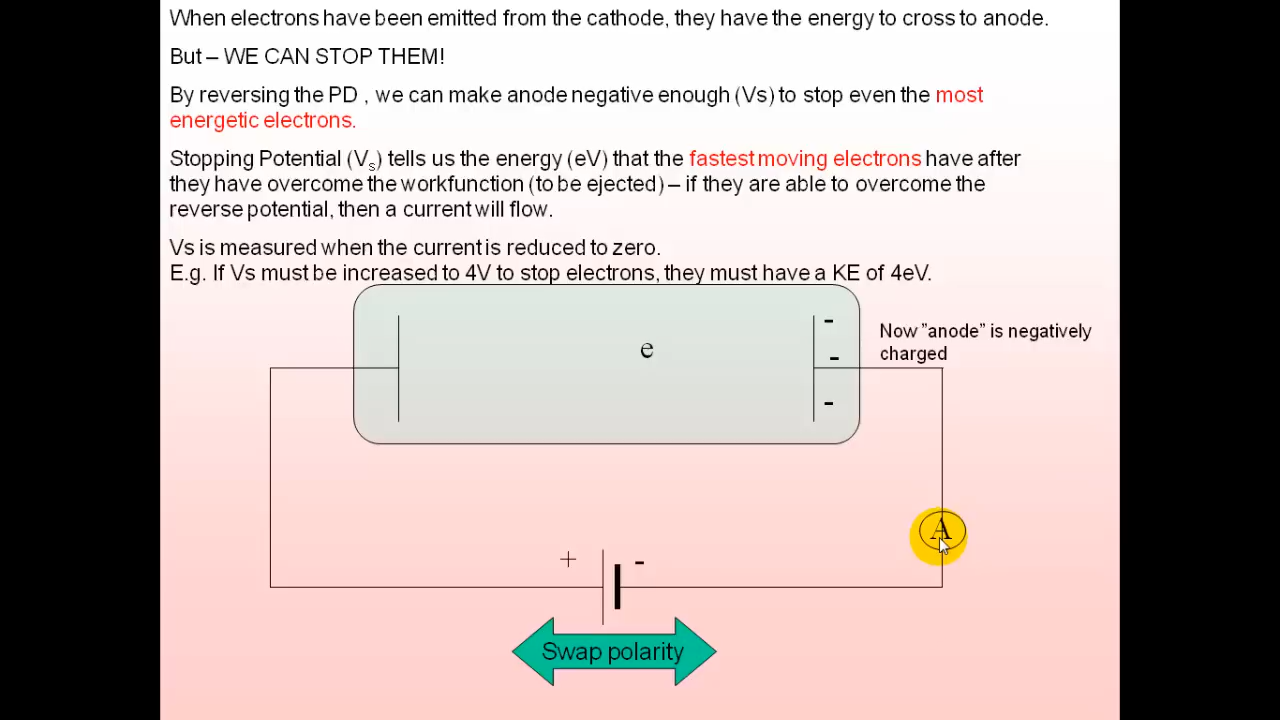 When electrons have been emitted from the cathode, they have the energy to cross to anode.
But – WE CAN STOP THEM!
By reversing the PD , we can make anode negative enough (Vs) to stop even the most
energetic electrons.
Stopping Potential (Vs) tells us the energy (eV) that the fastest moving electrons have after
they have overcome the workfunction (to be ejected) – if they are able to overcome the
reverse potential, then a current will flow.
Vs is measured when the current is reduced to zero.
E.g. If Vs must be increased to 4V to stop electrons, they must have a KE of 4eV.
-
e
Now ”anode” is negatively
-
charged
-
A
+ -
Swap polarity